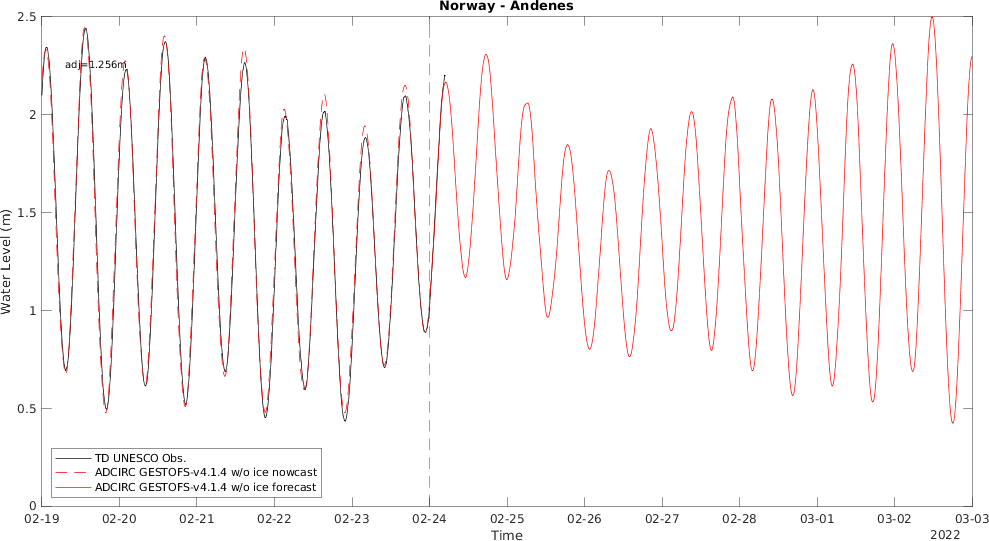 Norway - Andenes
2.5
2
1.5
1
0.5
0
Water Level (m)
adj=1.256m
TD UNESCO Obs.
ADCIRC GESTOFS-v4.1.4 w/o ice nowcast
ADCIRC GESTOFS-v4.1.4 w/o ice forecast
02-19 02-20 02-21 02-22 02-23 02-24 02-25 02-26 02-27 02-28 03-01 03-02 03-03
Time
2022